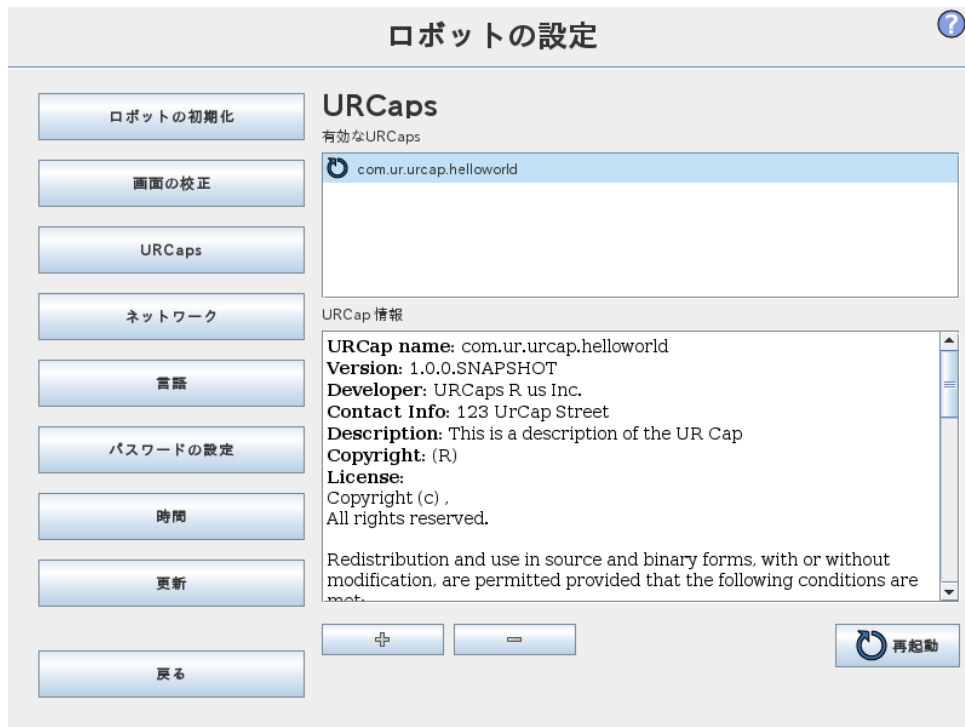 ロボットの設定
?
ロボットの初期化
画面の校正
URCaps
ネットワーク
言語
パスワードの設定
時間
更新
戻る
URCaps
有効なURCaps
com.ur.urcap.helloworld
URCap 情報
URCap name: com.ur.urcap.helloworld
Version: 1.0.0.SNAPSHOT
Developer: URCaps R us Inc.
Contact Info: 123 UrCap Street
Description: This is a description of the UR Cap
Copyright: (R)
License:
Copyright (c) ,
All rights reserved.
Redistribution and use in source and binary forms, with or without
modification, are permitted provided that the following conditions are
met:
再起動